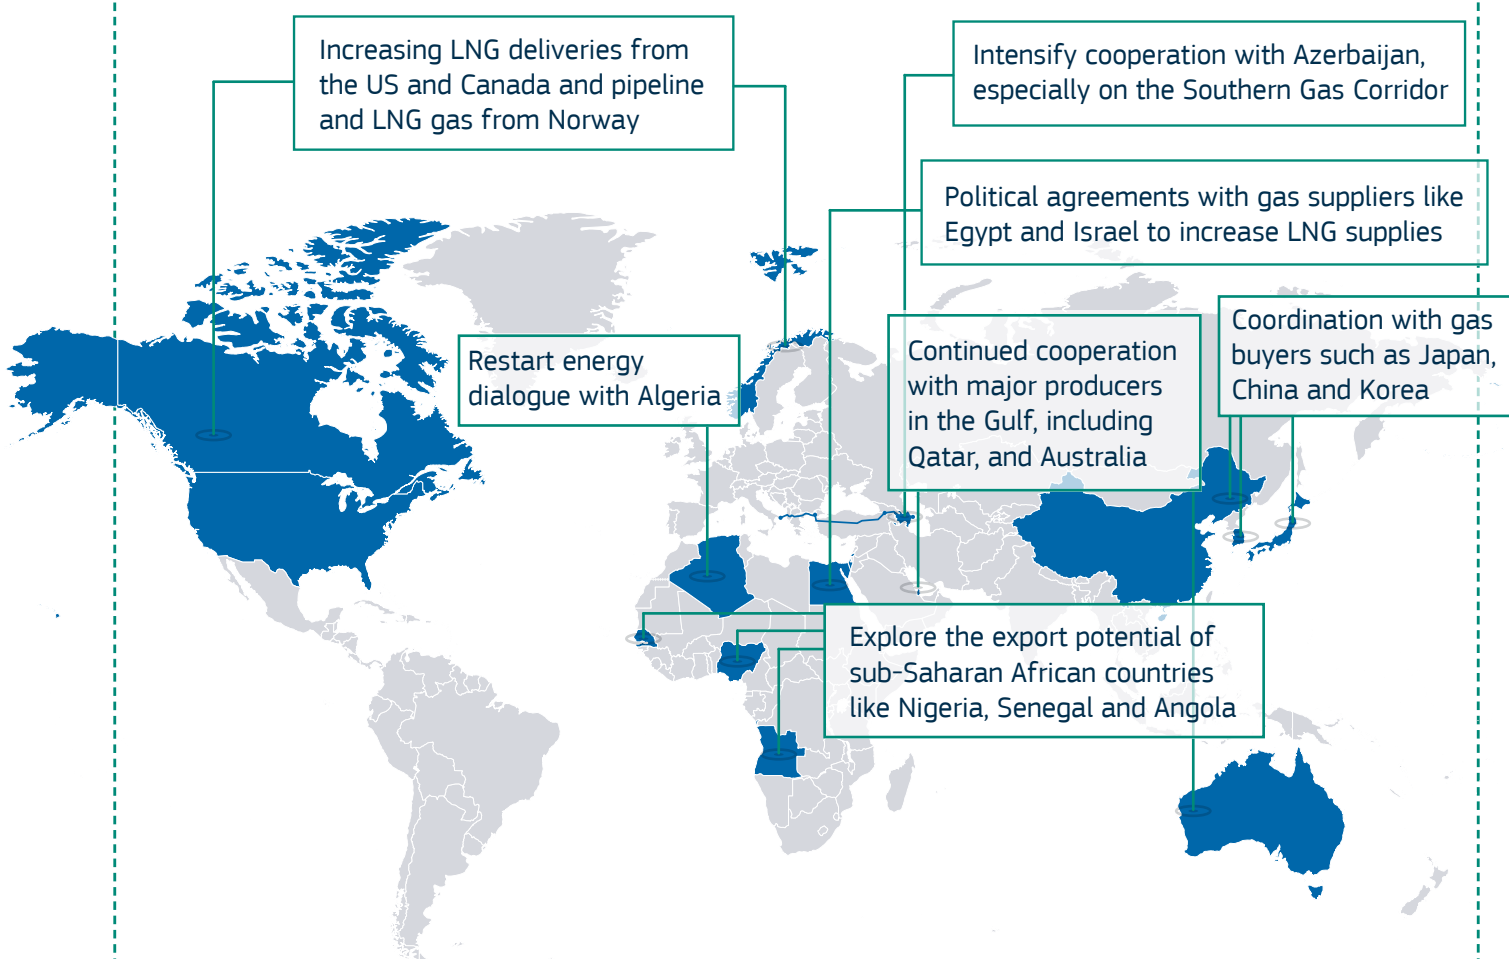 Increasing LNG deliveries from
the US and Canada and pipeline
and LNG gas from Norway
Intensify cooperation with Azerbaijan,
especially on the Southern Gas Corridor
Political agreements with gas suppliers like
Egypt and Israel to increase LNG supplies
Restart energy
dialogue with Algeria
Continued cooperation
with major producers
in the Gulf, including
Qatar, and Australia
Coordination with gas
buyers such as Japan,
China and Korea
Explore the export potential of
sub-Saharan African countries
like Nigeria, Senegal and Angola